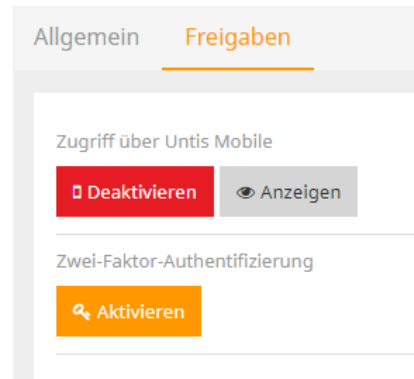 Allgemein Freigaben
Zugriff über Untis Mobile
Deaktivieren Anzeigen
Zwei-Faktor-Authentifizierung
Aktivieren